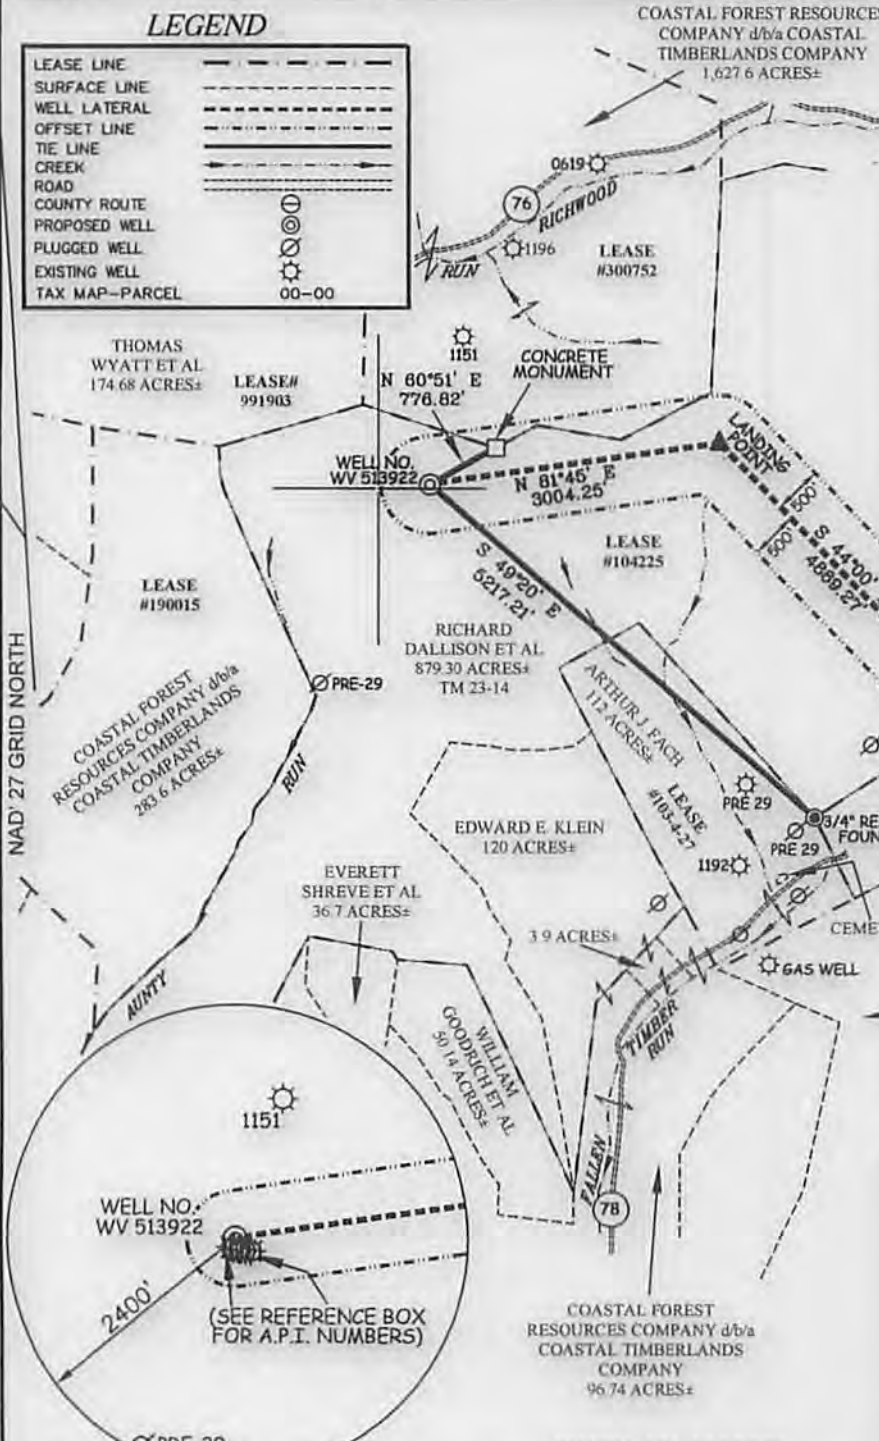 LEGEND
LEASE LINE
SURFACE LINE
WELL LATERAL
OFFSET LINE
TIE LINE
CREEK
ROAD
COUNTY ROUTE
PROPOSED WELL
PLUGGED WELL
EXISTING WELL
TAX MAP-PARCEL 00-00
COASTAL FOREST RESOURCES
COMPANY d/b/a COASTAL
TIMBERLANDS COMPANY
1,627.6 ACRES±
0619
76
RICHWOOD
RUN
1196
LEASE
#300752
THOMAS
WYATT ET AL
174.68 ACRES±
LEASE#
991903
1151
CONCRETE
MONUMENT
N 60°51' E
776.82'
WELL NO.
WV 513922
N 81°45' E
3004.25'
LANDING
POINT
500'
500'
S 44°00'
4889.27'
S 49°20' E
5217.21'
LEASE
#104225
LEASE
#190015
RICHARD
DALLISON ET AL
879.30 ACRES±
TM 23-14
NAD' 27 GRID NORTH
COASTAL FOREST
RESOURCES COMPANY d/b/a
COASTAL TIMBERLANDS
COMPANY
283.6 ACRES±
PRE-29
RUN
AUNTY
ARTHUR J. FACH
112 ACRES±
LEASE
#103-4-27
PRE 29
3/4" RE
FOUN
PRE 29
1192
EDWARD E. KLEIN
120 ACRES±
EVERETT
SHREVE ET AL
36.7 ACRES±
3.9 ACRES±
CEME
GAS WELL
TIMBER
RUN
FALLEN
78
WILLIAM
GOODRICH ET AL
50.14 ACRES±
1151
WELL NO.
WV 513922
2400'
(SEE REFERENCE BOX
FOR A.P.I. NUMBERS)
COASTAL FOREST
RESOURCES COMPANY d/b/a
COASTAL TIMBERLANDS
COMPANY
96.74 ACRES±